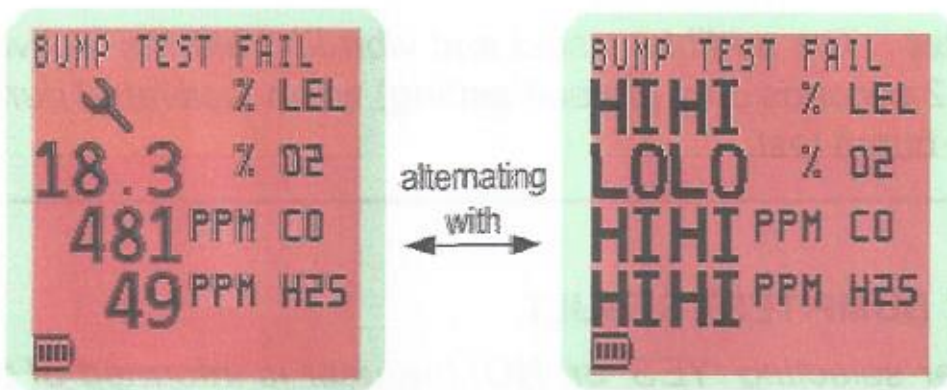 BUMP TEST FAIL
% LEL
18.3 % O2
481 PPM CO
49 PPM H2S
alternating
with
BUMP TEST FAIL
HIHI % LEL
LOLO % O2
HIHI PPM CO
HIHI PPM H2S